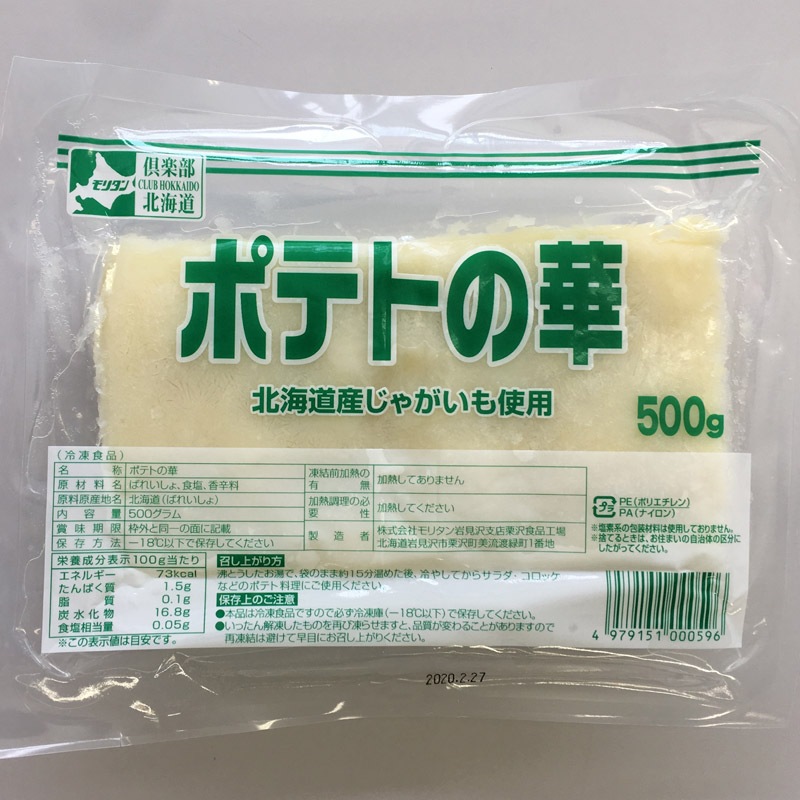 モリタン
倶楽部
CLUB HOKKAIDO
北海道
ポテトの華
北海道産じゃがいも使用
500g
(冷凍食品)
名称 ポテトの華
原材料名 ばれいしょ、食塩、香辛料
原料原産地名 北海道(ばれいしょ)
内容量 500グラム
賞味期限 枠外と同一の面に記載
保存方法 −18℃以下で保存してください
凍結前加熱の有無 加熱してありません
加熱調理の必要性 加熱してください
製造者 株式会社モリタン岩見沢支店栗沢食品工場
北海道岩見沢市栗沢町美流渡緑町1番地
プラ
PE(ポリエチレン)
PA(ナイロン)
※塩素系の包装材料は使用しておりません。
※捨てるときは、お住まいの自治体の区分に
したがってください。
栄養成分表示100g当たり
エネルギー 73kcal
たんぱく質 1.5g
脂質 0.1g
炭水化物 16.8g
食塩相当量 0.05g
※この表示値は目安です。
召し上がり方
沸とうしたお湯で、袋のまま約15分温めた後、冷やしてからサラダ・コロッケ
などのポテト料理にご使用ください。
保存上のご注意
●本品は冷凍食品ですので必ず冷凍庫(−18℃以下)で保存してください。
●いったん解凍したものを再び凍らせますと、品質が変わることがありますので
再凍結は避けて早目にお召し上がりください。
4 979151 000596
2020.2.27